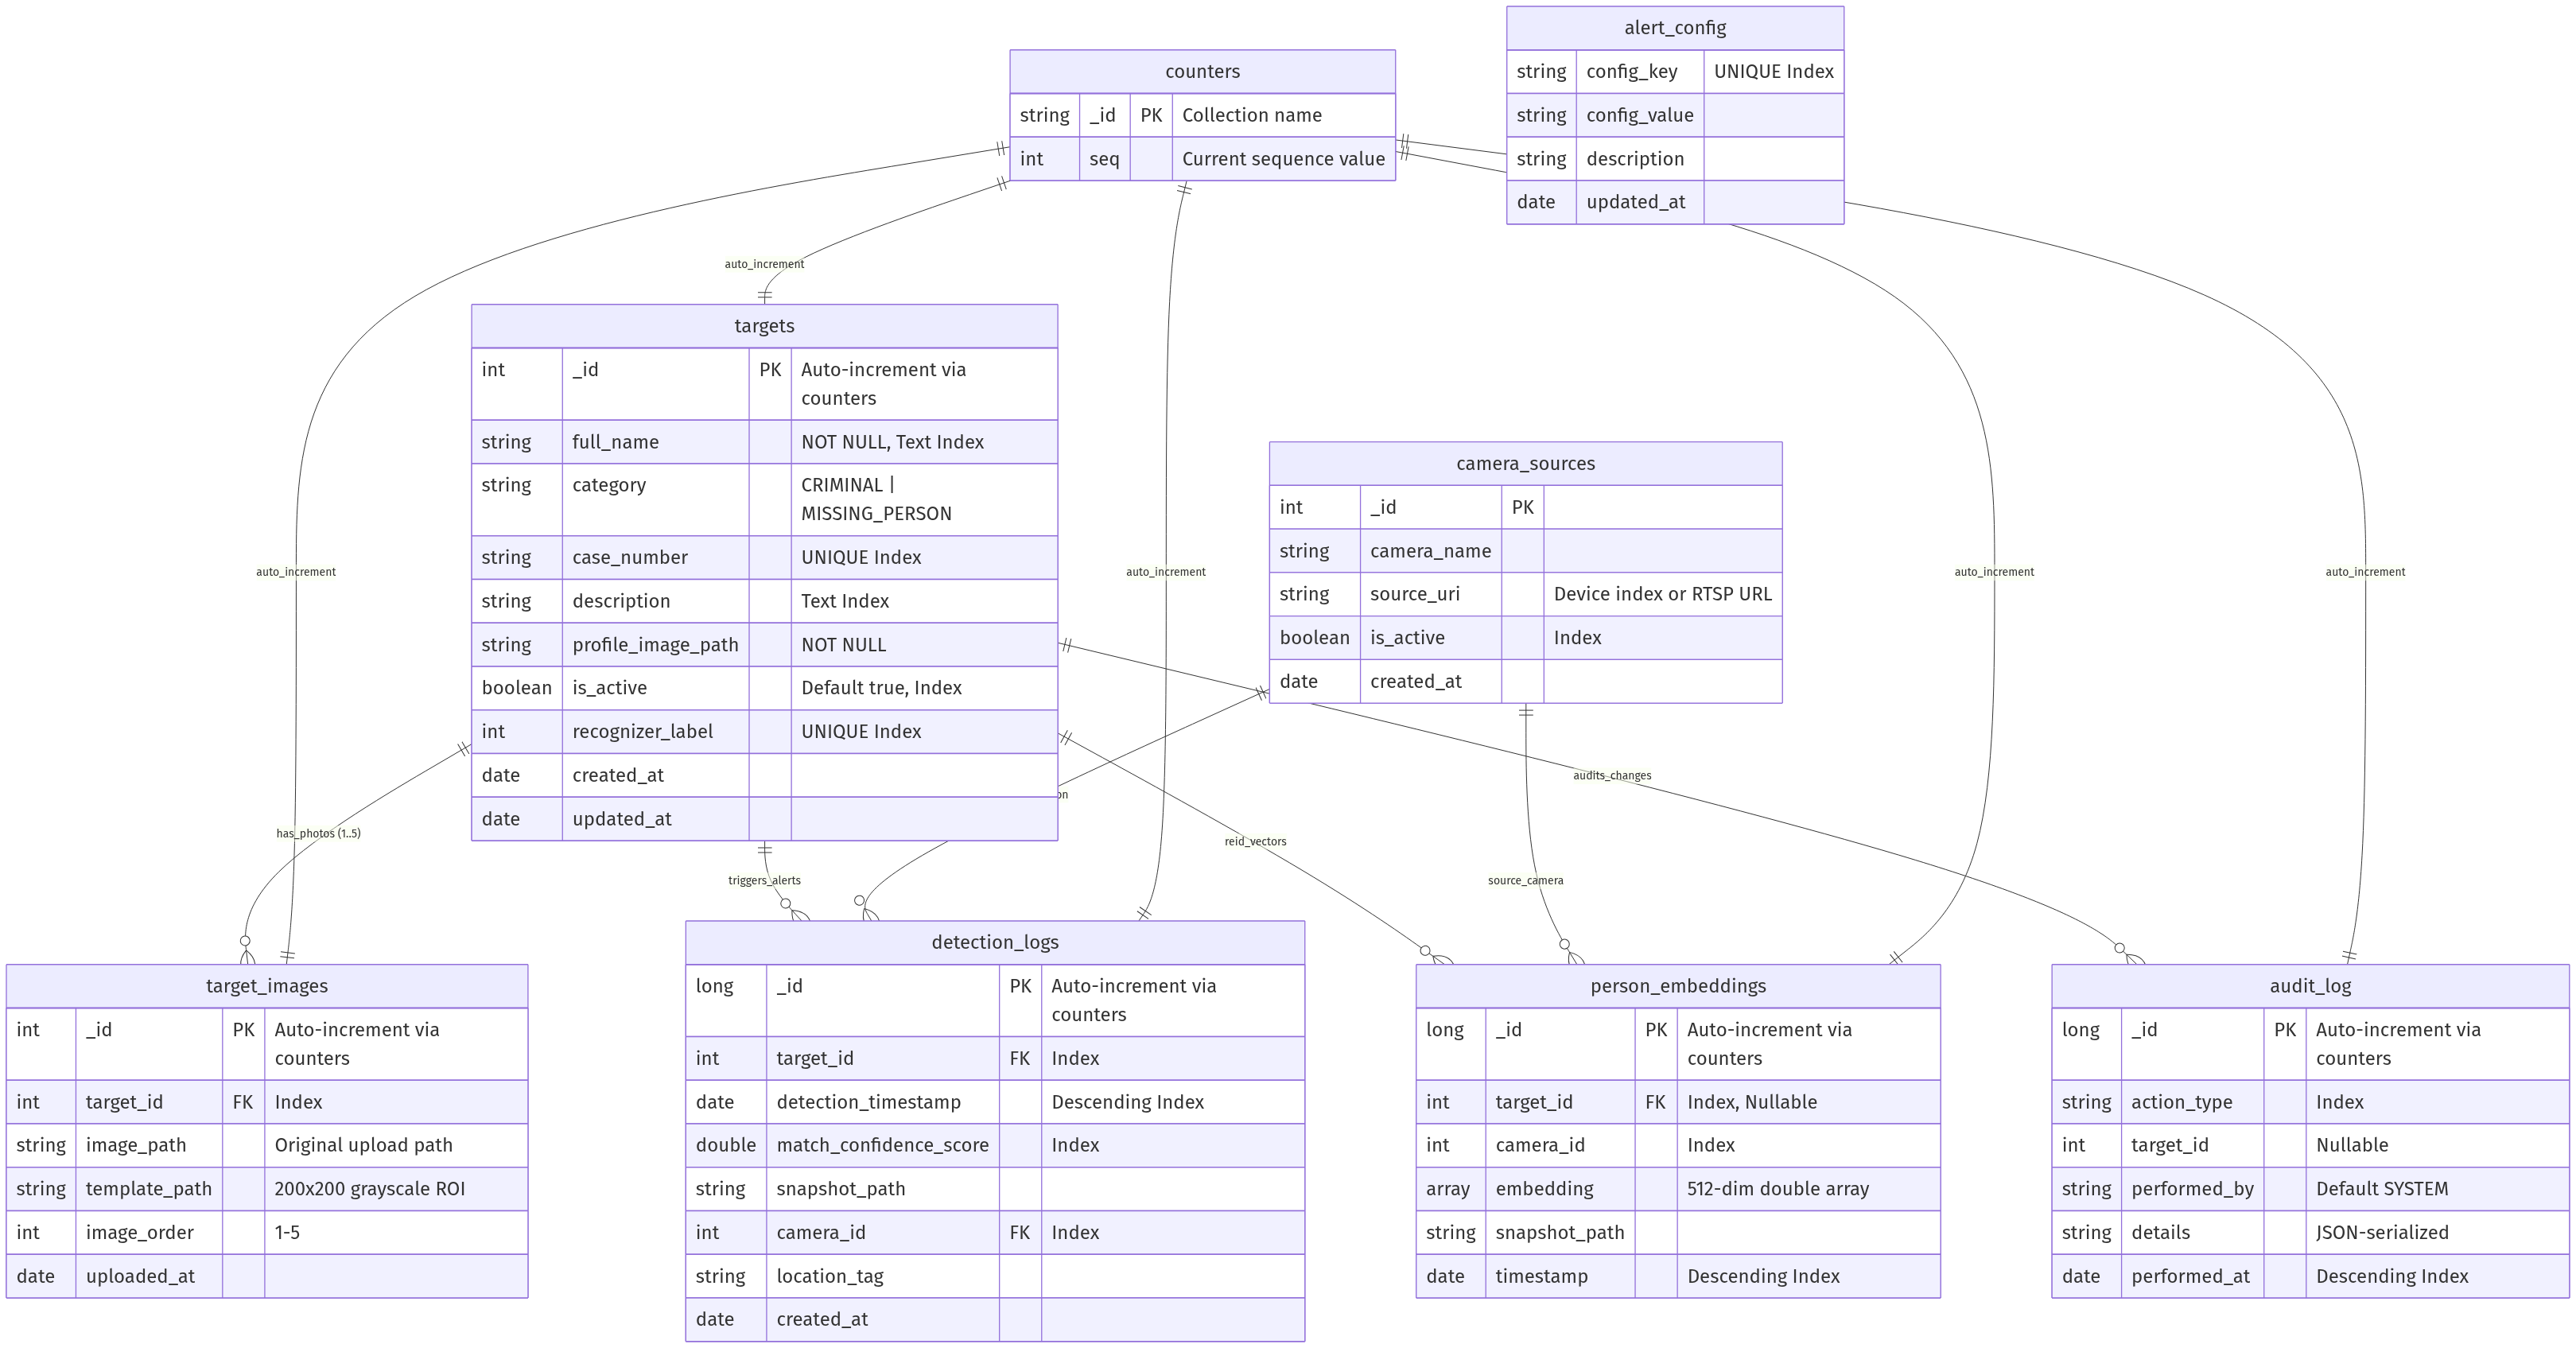 alert_config
string config_key UNIQUE Index
string config_value
string description
date updated_at
counters
string _id PK Collection name
int seq Current sequence value
auto_increment
targets
int _id PK Auto-increment via
counters
string full_name NOT NULL, Text Index
string category CRIMINAL |
MISSING_PERSON
string case_number UNIQUE Index
string description Text Index
string profile_image_path NOT NULL
boolean is_active Default true, Index
int recognizer_label UNIQUE Index
date created_at
date updated_at
camera_sources
int _id PK
string camera_name
string source_uri Device index or RTSP URL
boolean is_active Index
date created_at
auto_increment
auto_increment
auto_increment
auto_increment
audits_changes
on
has_photos (1..5)
reid_vectors
triggers_alerts
source_camera
target_images
int _id PK Auto-increment via
counters
int target_id FK Index
string image_path Original upload path
string template_path 200x200 grayscale ROI
int image_order 1-5
date uploaded_at
detection_logs
long _id PK Auto-increment via
counters
int target_id FK Index
date detection_timestamp Descending Index
double match_confidence_score Index
string snapshot_path
int camera_id FK Index
string location_tag
date created_at
person_embeddings
long _id PK Auto-increment via
counters
int target_id FK Index, Nullable
int camera_id Index
array embedding 512-dim double array
string snapshot_path
date timestamp Descending Index
audit_log
long _id PK Auto-increment via
counters
string action_type Index
int target_id Nullable
string performed_by Default SYSTEM
string details JSON-serialized
date performed_at Descending Index